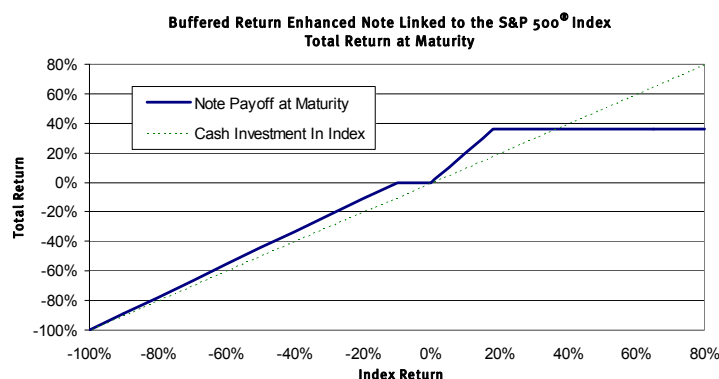 Buffered Return Enhanced Note Linked to the S&P 500® Index
Total Return at Maturity
80%
60%
40%
20%
0%
-20%
-40%
-60%
-80%
-100%
Total Return
Note Payoff at Maturity
Cash Investment In Index
-100% -80% -60% -40% -20% 0% 20% 40% 60% 80%
Index Return